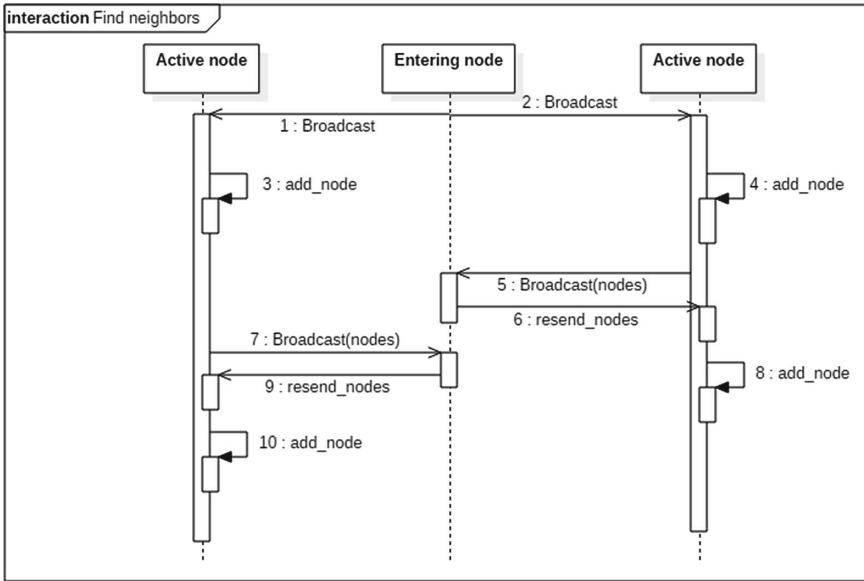 interaction Find neighbors
Active node
Entering node
Active node
2 : Broadcast
1 : Broadcast
3 : add_node
4 : add_node
5 : Broadcast(nodes)
6 : resend_nodes
7 : Broadcast(nodes)
8 : add_node
9 : resend_nodes
10 : add_node